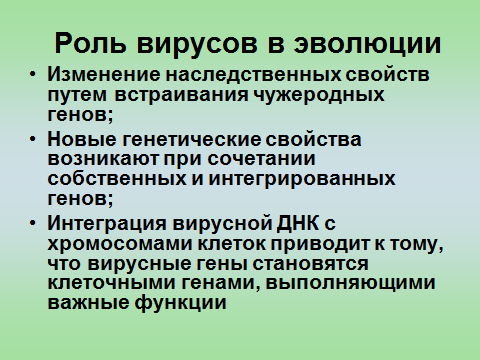 Роль вирусов в эволюции
• Изменение наследственных свойств
путем встраивания чужеродных
генов;
• Новые генетические свойства
возникают при сочетании
собственных и интегрированных
генов;
• Интеграция вирусной ДНК с
хромосомами клеток приводит к тому,
что вирусные гены становятся
клеточными генами, выполняющими
важные функции